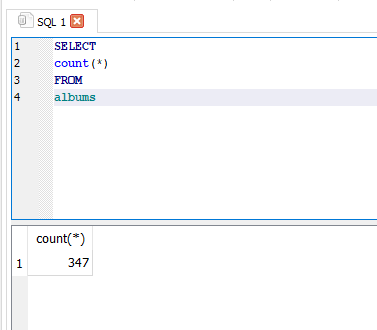 SQL 1
1 SELECT
2 count(*)
3 FROM
4 albums
count(*)
1 347